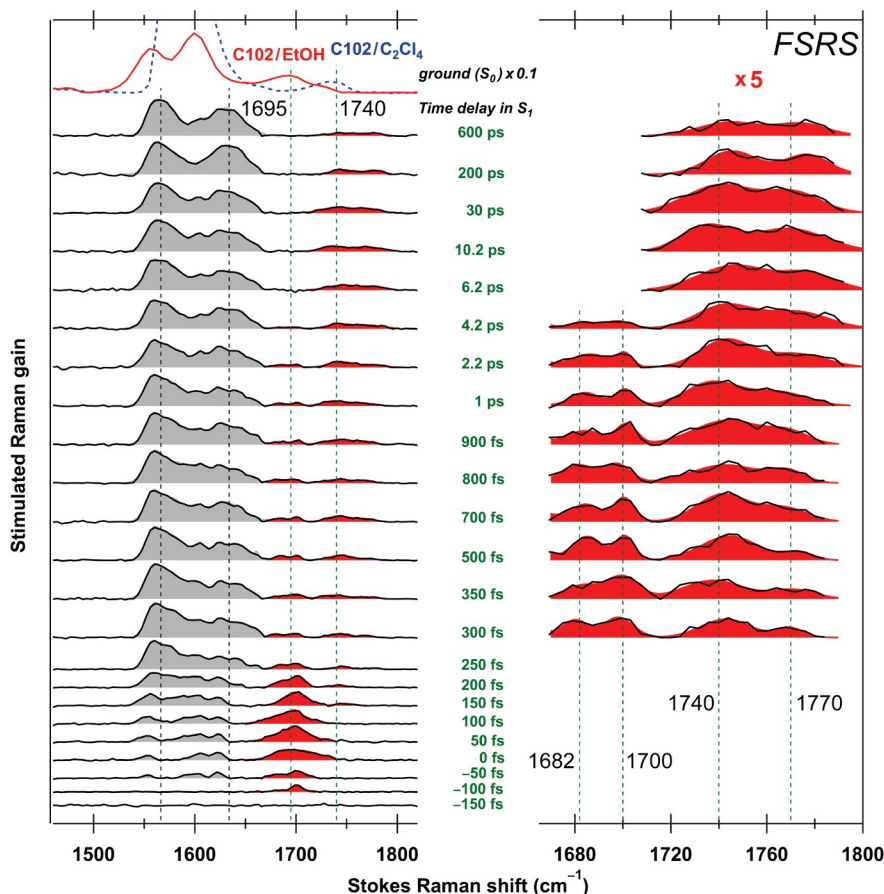 FSRS
C102/EtOH C102/C₂Cl₄
ground (S₀) x 0.1
x 5
1695 1740
Time delay in S₁
600 ps
200 ps
30 ps
10.2 ps
6.2 ps
4.2 ps
2.2 ps
1 ps
900 fs
800 fs
700 fs
500 fs
350 fs
300 fs
250 fs
200 fs
150 fs
100 fs
50 fs
0 fs
−50 fs
−100 fs
−150 fs
1740 1770
1682 1700
Stimulated Raman gain
1500 1600 1700 1800
1680 1720 1760 1800
Stokes Raman shift (cm⁻¹)